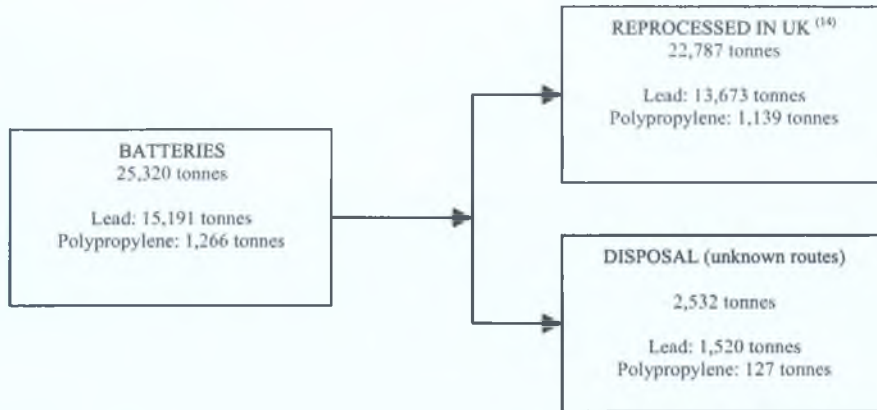 BATTERIES
25,320 tonnes
Lead: 15,191 tonnes
Polypropylene: 1,266 tonnes
REPROCESSED IN UK (14)
22,787 tonnes
Lead: 13,673 tonnes
Polypropylene: 1,139 tonnes
DISPOSAL (unknown routes)
2,532 tonnes
Lead: 1,520 tonnes
Polypropylene: 127 tonnes